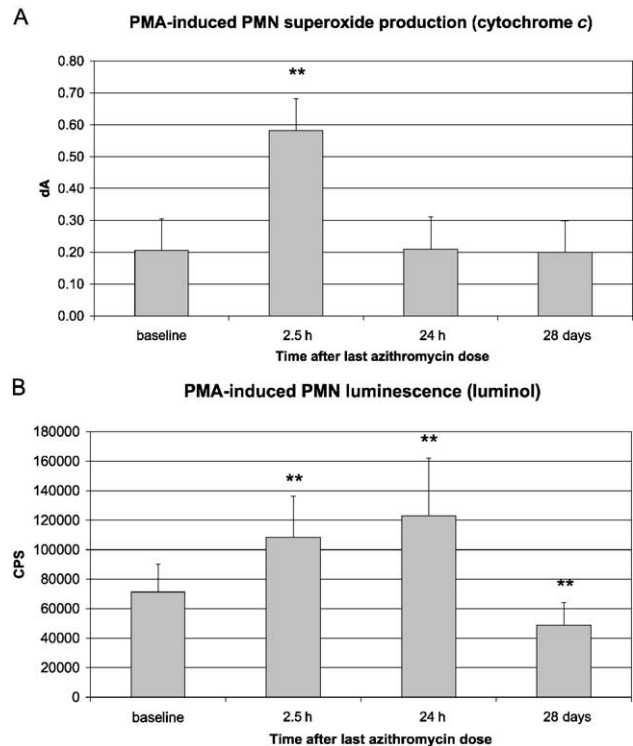 A
PMA-induced PMN superoxide production (cytochrome c)
**
0.80
0.70
0.60
0.50
0.40
0.30
0.20
0.10
0.00
dA
baseline 2.5 h 24 h 28 days
Time after last azithromycin dose
B
PMA-induced PMN luminescence (luminol)
180000
160000
140000
120000
100000
80000
60000
40000
20000
0
CPS
**
**
**
baseline 2.5 h 24 h 28 days
Time after last azithromycin dose